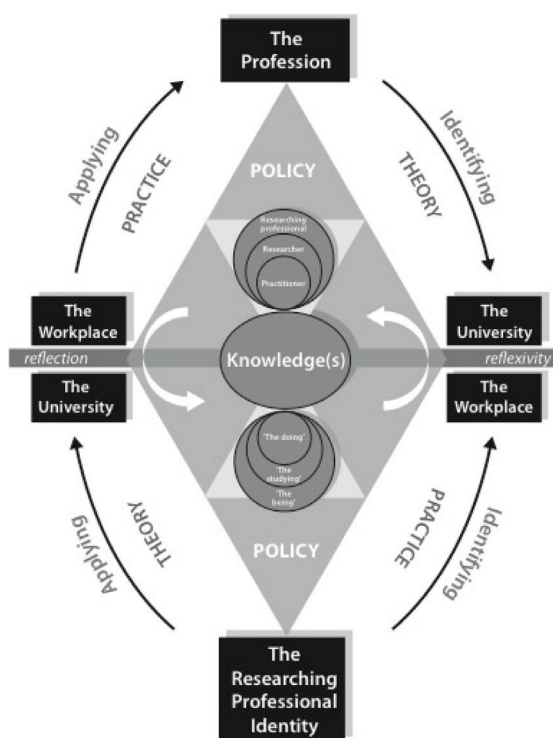 The
Profession
Applying
PRACTICE
Identifying
THEORY
POLICY
Researching
professional
Researcher
Practitioner
The
Workplace
The
University
reflection
Knowledge(s)
reflexivity
The
University
The
Workplace
'The doing'
'The
studying'
'The
being'
POLICY
Applying
THEORY
PRACTICE
Identifying
The
Researching
Professional
Identity